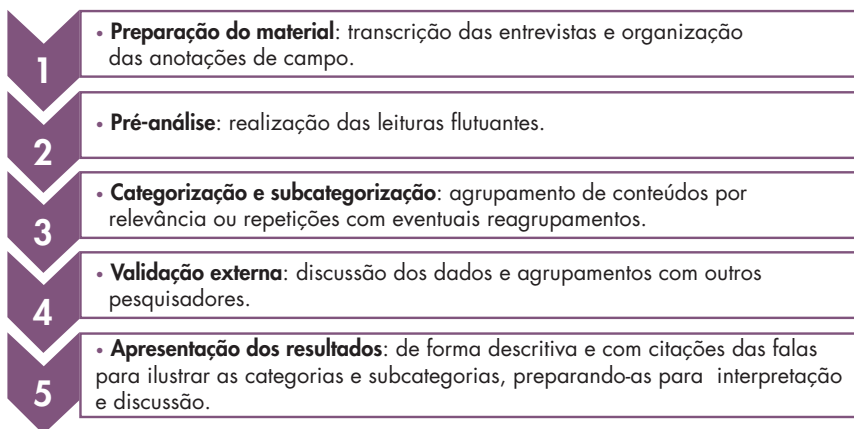 1
• Preparação do material: transcrição das entrevistas e organização
das anotações de campo.
2
• Pré-análise: realização das leituras flutuantes.
3
• Categorização e subcategorização: agrupamento de conteúdos por
relevância ou repetições com eventuais reagrupamentos.
4
• Validação externa: discussão dos dados e agrupamentos com outros
pesquisadores.
5
• Apresentação dos resultados: de forma descritiva e com citações das falas
para ilustrar as categorias e subcategorias, preparando-as para interpretação
e discussão.